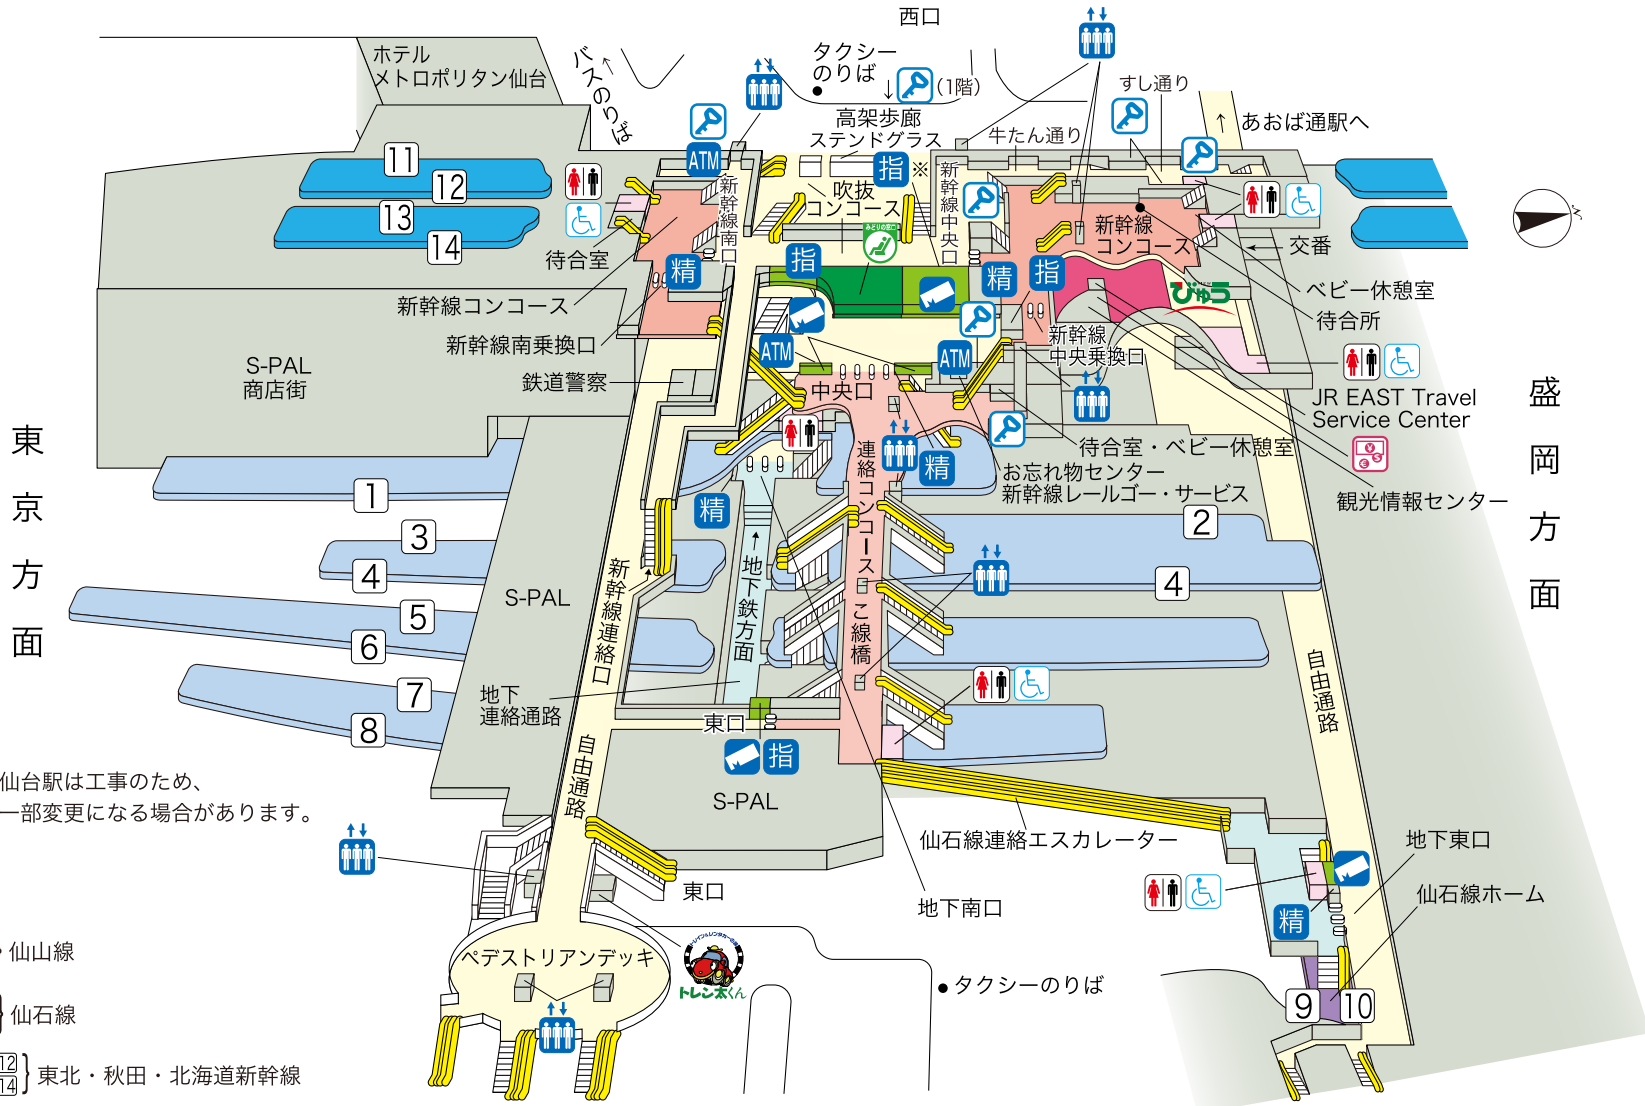 西口
ホテル
メトロポリタン仙台
バスのりば
タクシー
のりば
(1階)
高架歩廊
ステンドグラス
すし通り
牛たん通り
あおば通駅へ
11
12
13
14
ATM
指
※
新幹線南口
吹抜
コンコース
みどりの窓口
新幹線中央口
新幹線
コンコース
交番
待合室
精
指
精
指
びゅう
ベビー休憩室
待合所
新幹線コンコース
新幹線南乗換口
新幹線
中央乗換口
ATM
ATM
S-PAL
商店街
鉄道警察
中央口
JR EAST Travel
Service Center
待合室・ベビー休憩室
お忘れ物センター
新幹線レールゴー・サービス
観光情報センター
連絡コンコース
精
精
東京方面
盛岡方面
1
2
3
4
4
5
6
7
8
S-PAL
新幹線連絡口
地下鉄方面
こ線橋
自由通路
地下
連絡通路
東口
指
自由通路
S-PAL
仙台駅は工事のため、
一部変更になる場合があります。
仙石線連絡エスカレーター
地下東口
仙石線ホーム
東口
地下南口
精
ペデストリアンデッキ
トレン太くん
タクシーのりば
9
10
・仙山線
仙石線
12
14
東北・秋田・北海道新幹線